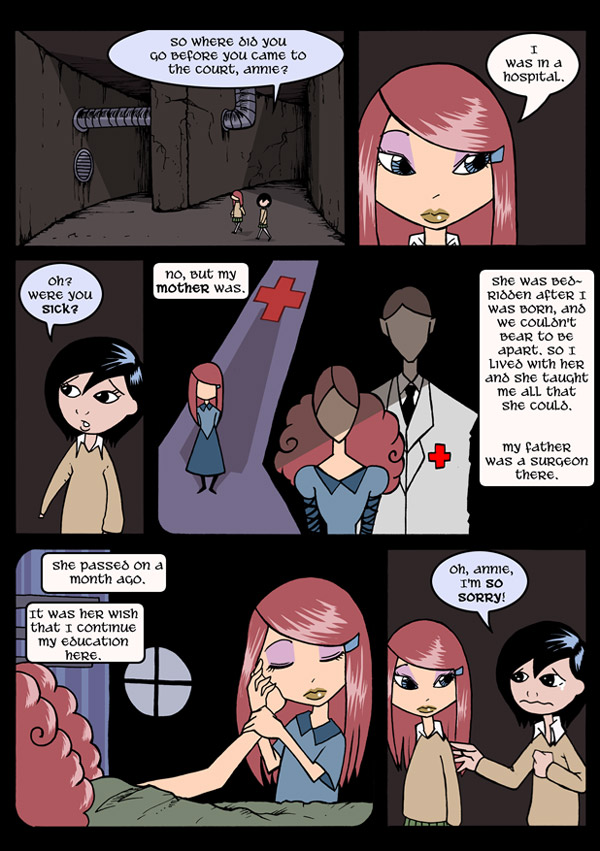 So where did you
go before you came to
the Court, Annie?
I
was in a
hospital.
Oh?
Were you
sick?
No, but my
mother was.
She was bed-
ridden after I
was born, and
we couldn't
bear to be
apart. So I
lived with her
and she taught
me all that
she could.
My father
was a surgeon
there.
She passed on a
month ago.
It was her wish
that I continue
my education
here.
Oh, Annie,
I'm so
sorry!